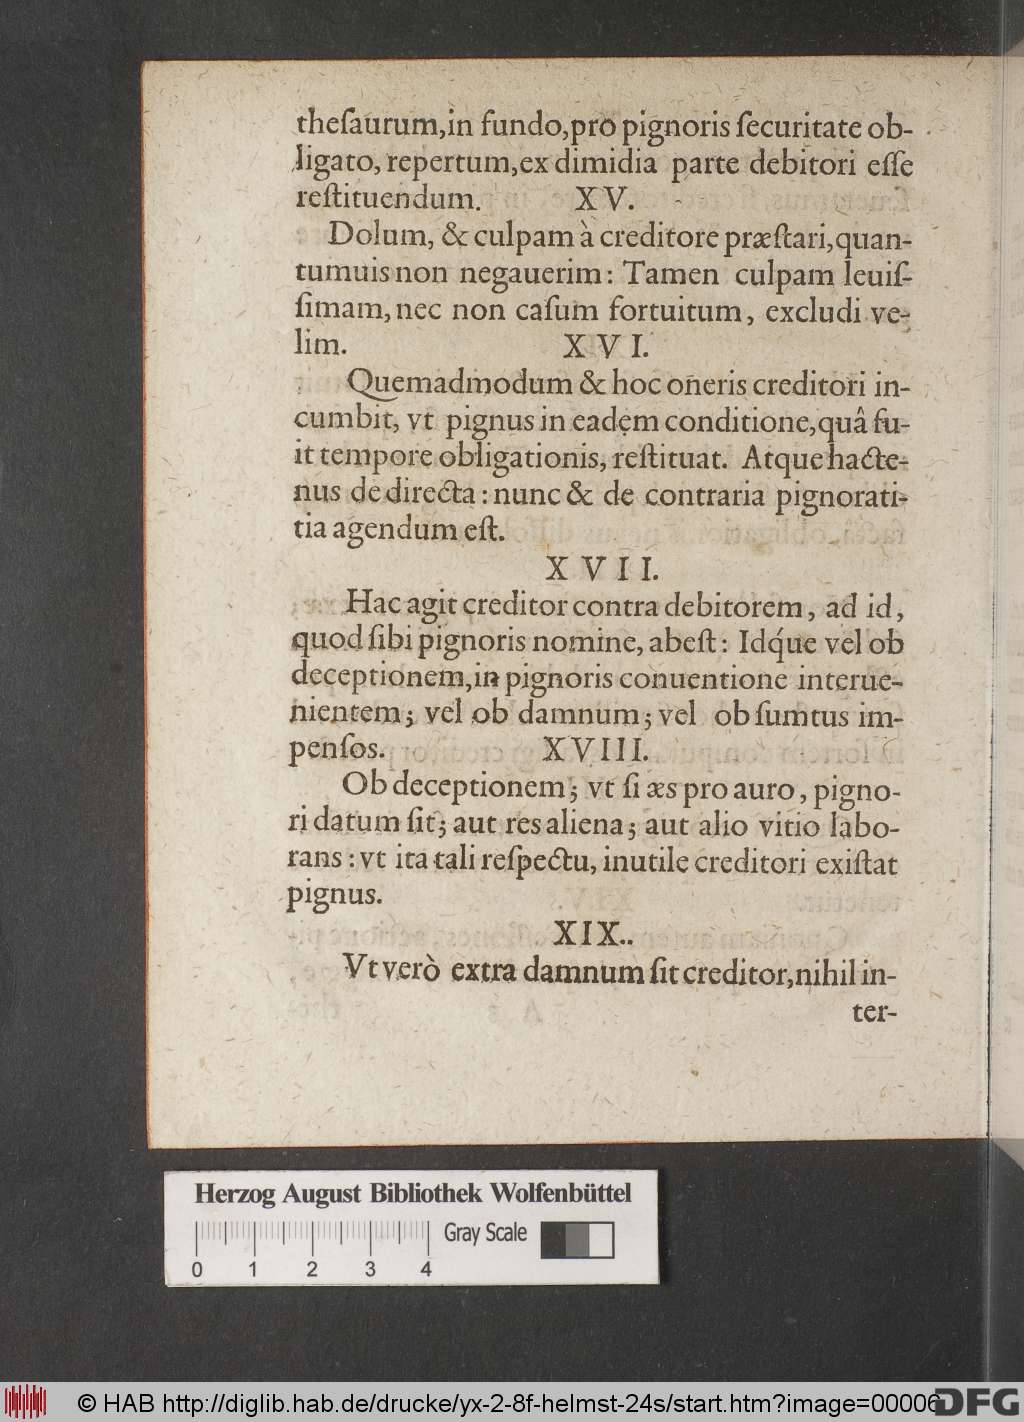 theſaurum,in fundo,pro pignoris ſecuritate ob-
ligato, repertum,ex dimidia parte debitori eſſe
reſtituendum. XV.
Dolum, & culpam à creditore præſtari,quan-
tumuis non negauerim: Tamen culpam leuiſ-
ſimam, nec non caſum fortuitum, excludi ve-
lim. XVI.
Quemadmodum & hoc oneris creditori in-
cumbit, vt pignus in eadem conditione,quâ fu-
it tempore obligationis, reſtituat. Atque hacte-
nus de directa: nunc & de contraria pignorati-
tia agendum eſt.
XVII.
Hac agit creditor contra debitorem, ad id,
quod ſibi pignoris nomine, abeſt: Idq́ue vel ob
deceptionem,in pignoris conuentione interue-
nientem; vel ob damnum; vel ob ſumtus im-
penſos. XVIII.
Ob deceptionem; vt ſi æs pro auro, pigno-
ri datum ſit; aut res aliena; aut alio vitio labo-
rans: vt ita tali reſpectu, inutile creditori exiſtat
pignus.
XIX..
Vt verò extra damnum ſit creditor,nihil in-
ter-
Herzog August Bibliothek Wolfenbüttel
Gray Scale
0 1 2 3 4
© HAB http://diglib.hab.de/drucke/yx-2-8f-helmst-24s/start.htm?image=00006
DFG